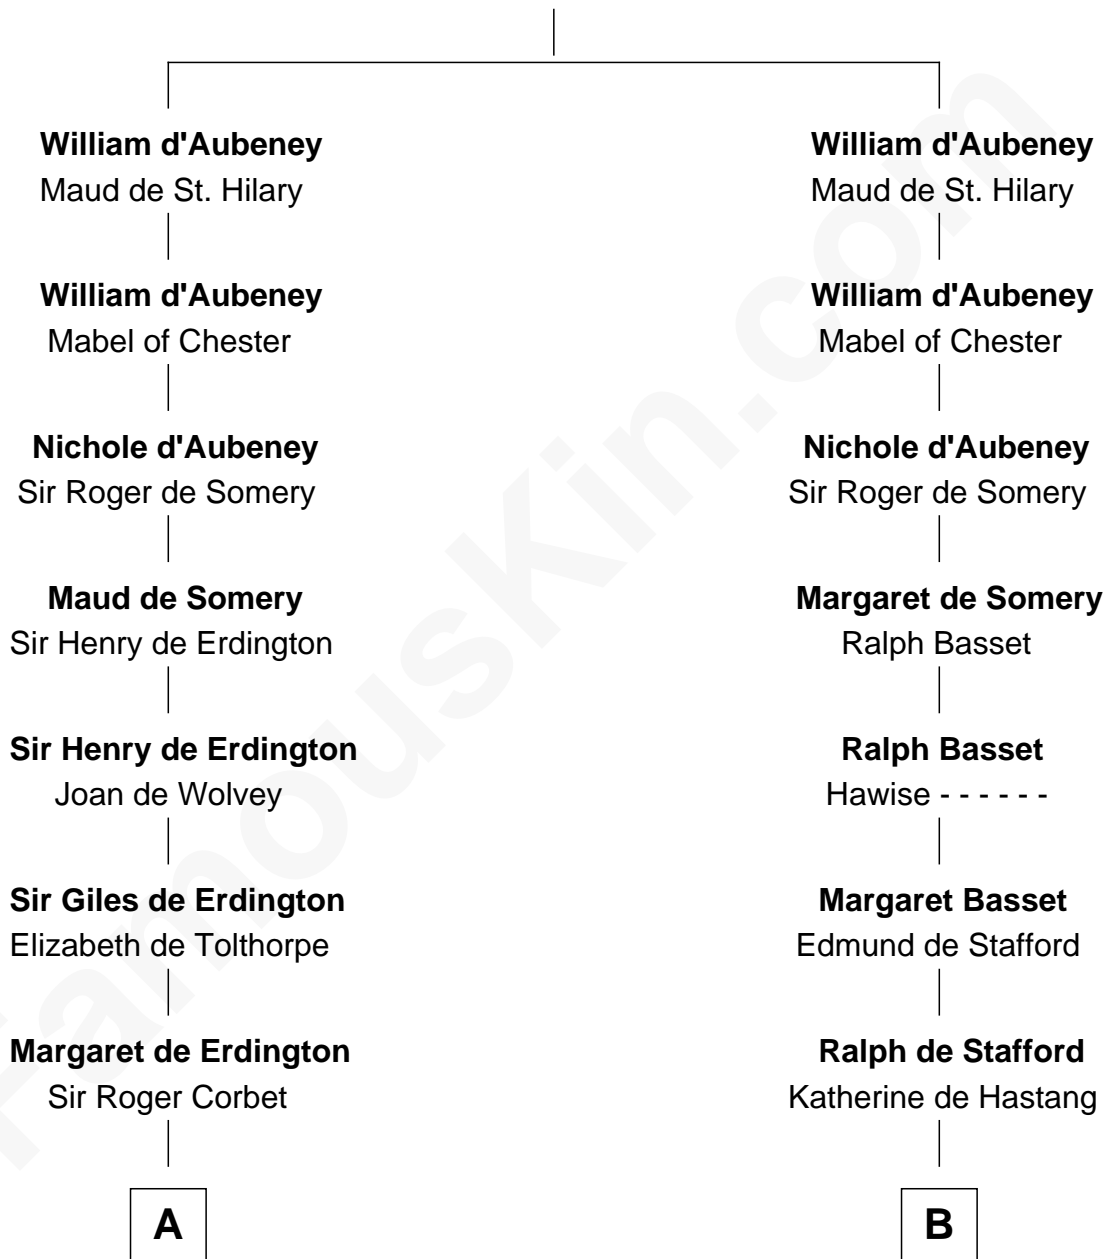 William d'Aubeney
Maud de St. Hilary
William d'Aubeney
Mabel of Chester
Nichole d'Aubeney
Sir Roger de Somery
Maud de Somery
Sir Henry de Erdington
Sir Henry de Erdington
Joan de Wolvey
Sir Giles de Erdington
Elizabeth de Tolthorpe
Margaret de Erdington
Sir Roger Corbet
A
William d'Aubeney
Maud de St. Hilary
William d'Aubeney
Mabel of Chester
Nichole d'Aubeney
Sir Roger de Somery
Margaret de Somery
Ralph Basset
Ralph Basset
Hawise - - - - - -
Margaret Basset
Edmund de Stafford
Ralph de Stafford
Katherine de Hastang
B
FamousKin.com